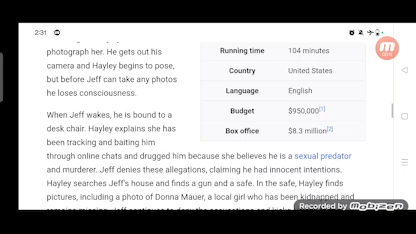 2:31
photograph her. He gets out his
camera and Hayley begins to pose,
but before Jeff can take any photos
he loses consciousness.
Running time 104 minutes
Country United States
Language English
Budget $950,000[1]
Box office $8.3 million[2]
When Jeff wakes, he is bound to a
desk chair. Hayley explains she has
been tracking and baiting him
through online chats and drugged him because she believes he is a sexual predator
and murderer. Jeff denies these allegations, claiming he had innocent intentions.
Hayley searches Jeff's house and finds a gun and a safe. In the safe, Hayley finds
pictures, including a photo of Donna Mauer, a local girl who has been kidnapped and
Recorded by mobizen